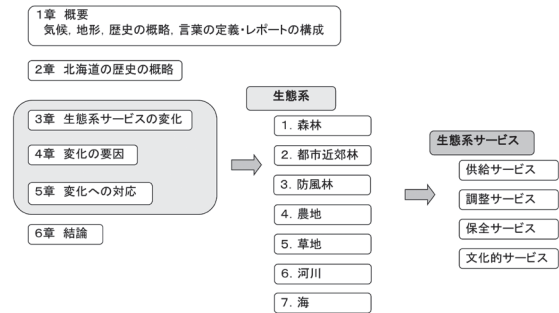 1章 概要
気候, 地形, 歴史の概略, 言葉の定義・レポートの構成
2章 北海道の歴史の概略
3章 生態系サービスの変化
4章 変化の要因
5章 変化への対応
6章 結論
生態系
1. 森林
2. 都市近郊林
3. 防風林
4. 農地
5. 草地
6. 河川
7. 海
生態系サービス
供給サービス
調整サービス
保全サービス
文化的サービス